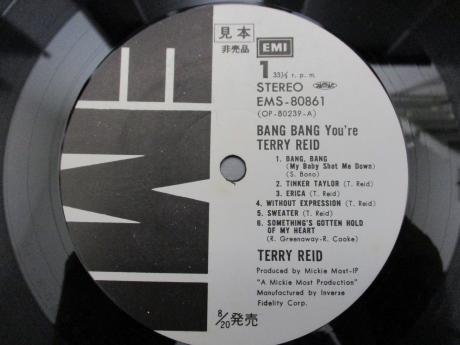 見本
非売品
EMI
1 33⅓ r. p. m.
STEREO
EMS-80861
(OP-80239-A)
BANG BANG You're
TERRY REID
1. BANG, BANG
(My Baby Shot Me Down)
(S. Bono)
2. TINKER TAYLOR (T. Reid)
3. ERICA (T. Reid)
4. WITHOUT EXPRESSION (T. Reid)
5. SWEATER (T. Reid)
6. SOMETHING'S GOTTEN HOLD
OF MY HEART
(R. Greenaway-R. Cooke)
TERRY REID
Produced by Mickie Most-IP
"A Mickie Most Production"
Manufactured by Inverse
Fidelity Corp.
8/20発売